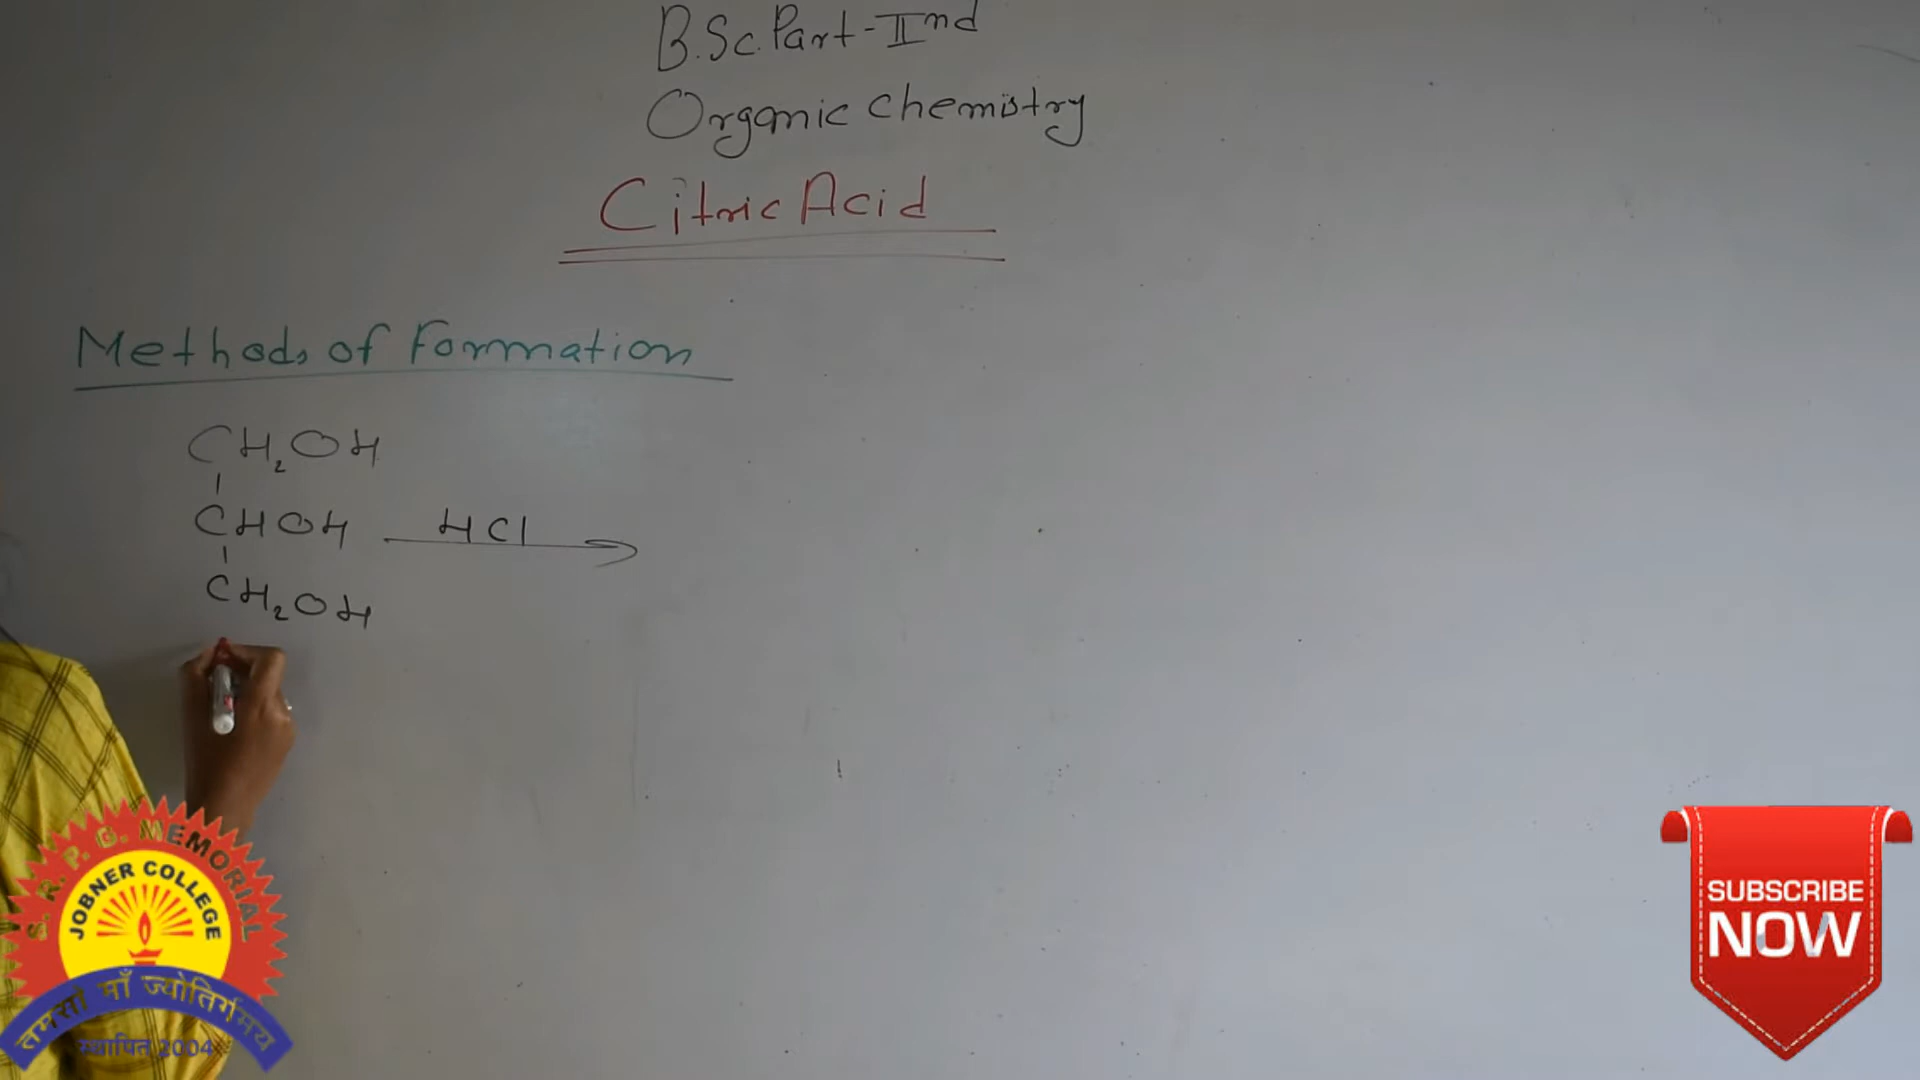 B.Sc. Part-IInd
Organic Chemistry
Citric Acid
Methods of Formation
CH₂OH
CHOH HCl
CH₂OH
S. R. P. D. MEMORIAL
JOBNER COLLEGE
तमसो माँ ज्योतिर्गमय
स्थापित 2004
SUBSCRIBE
NOW